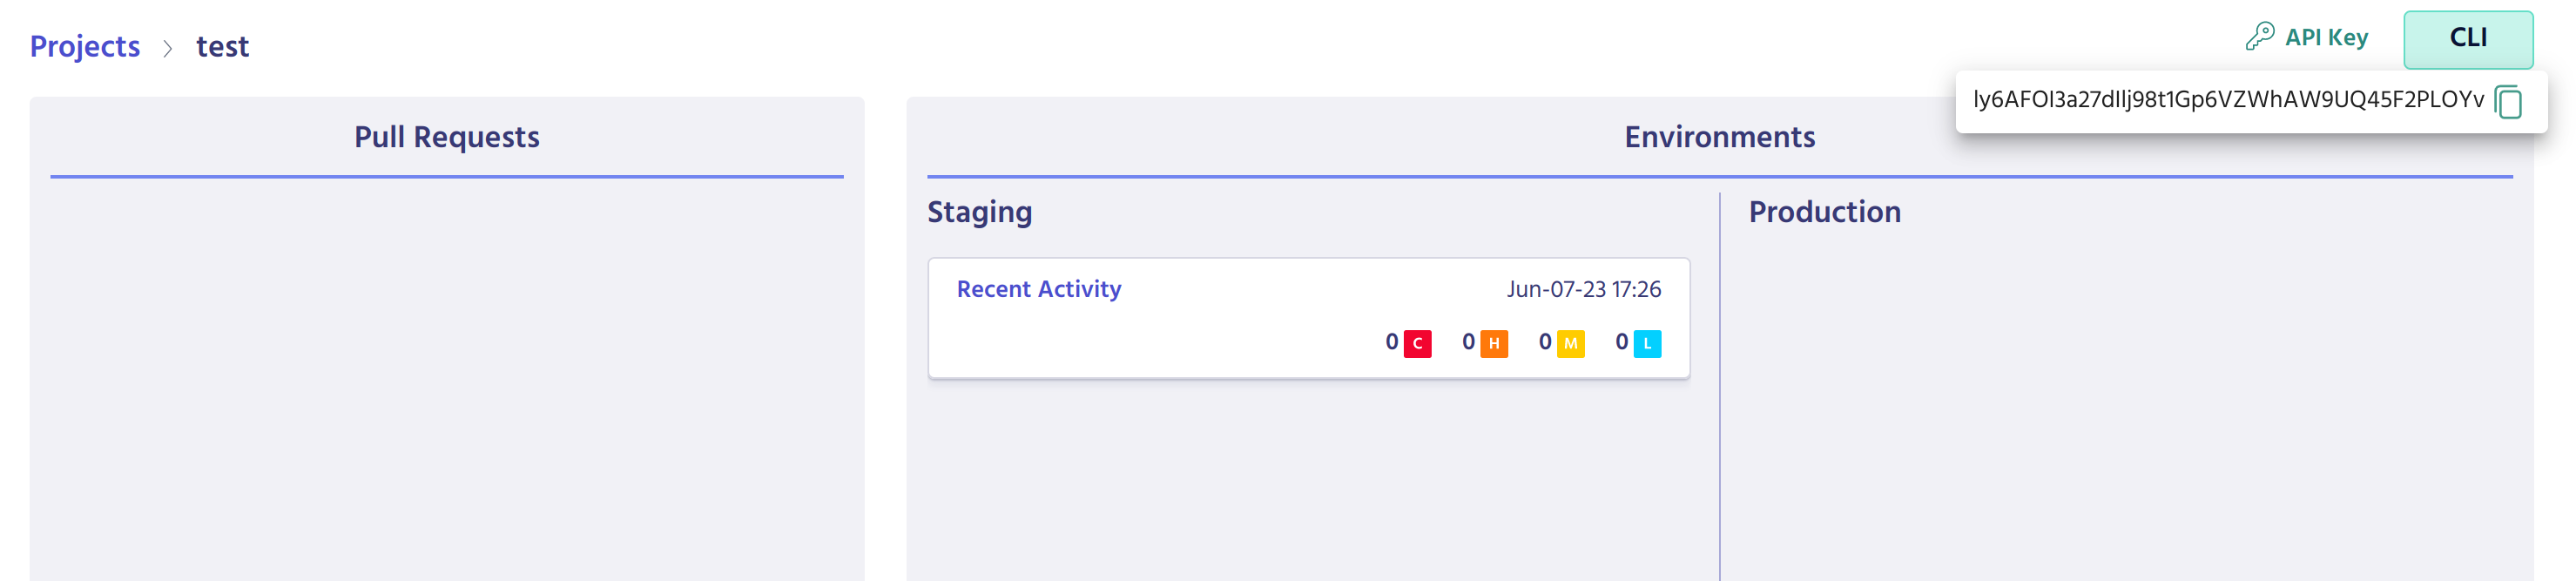 Projects > test
API Key
CLI
ly6AFOl3a27dIlj98t1Gp6VZWhAW9UQ45F2PLOYv
Pull Requests
Environments
Staging
Production
Recent Activity Jun-07-23 17:26
0 C 0 H 0 M 0 L